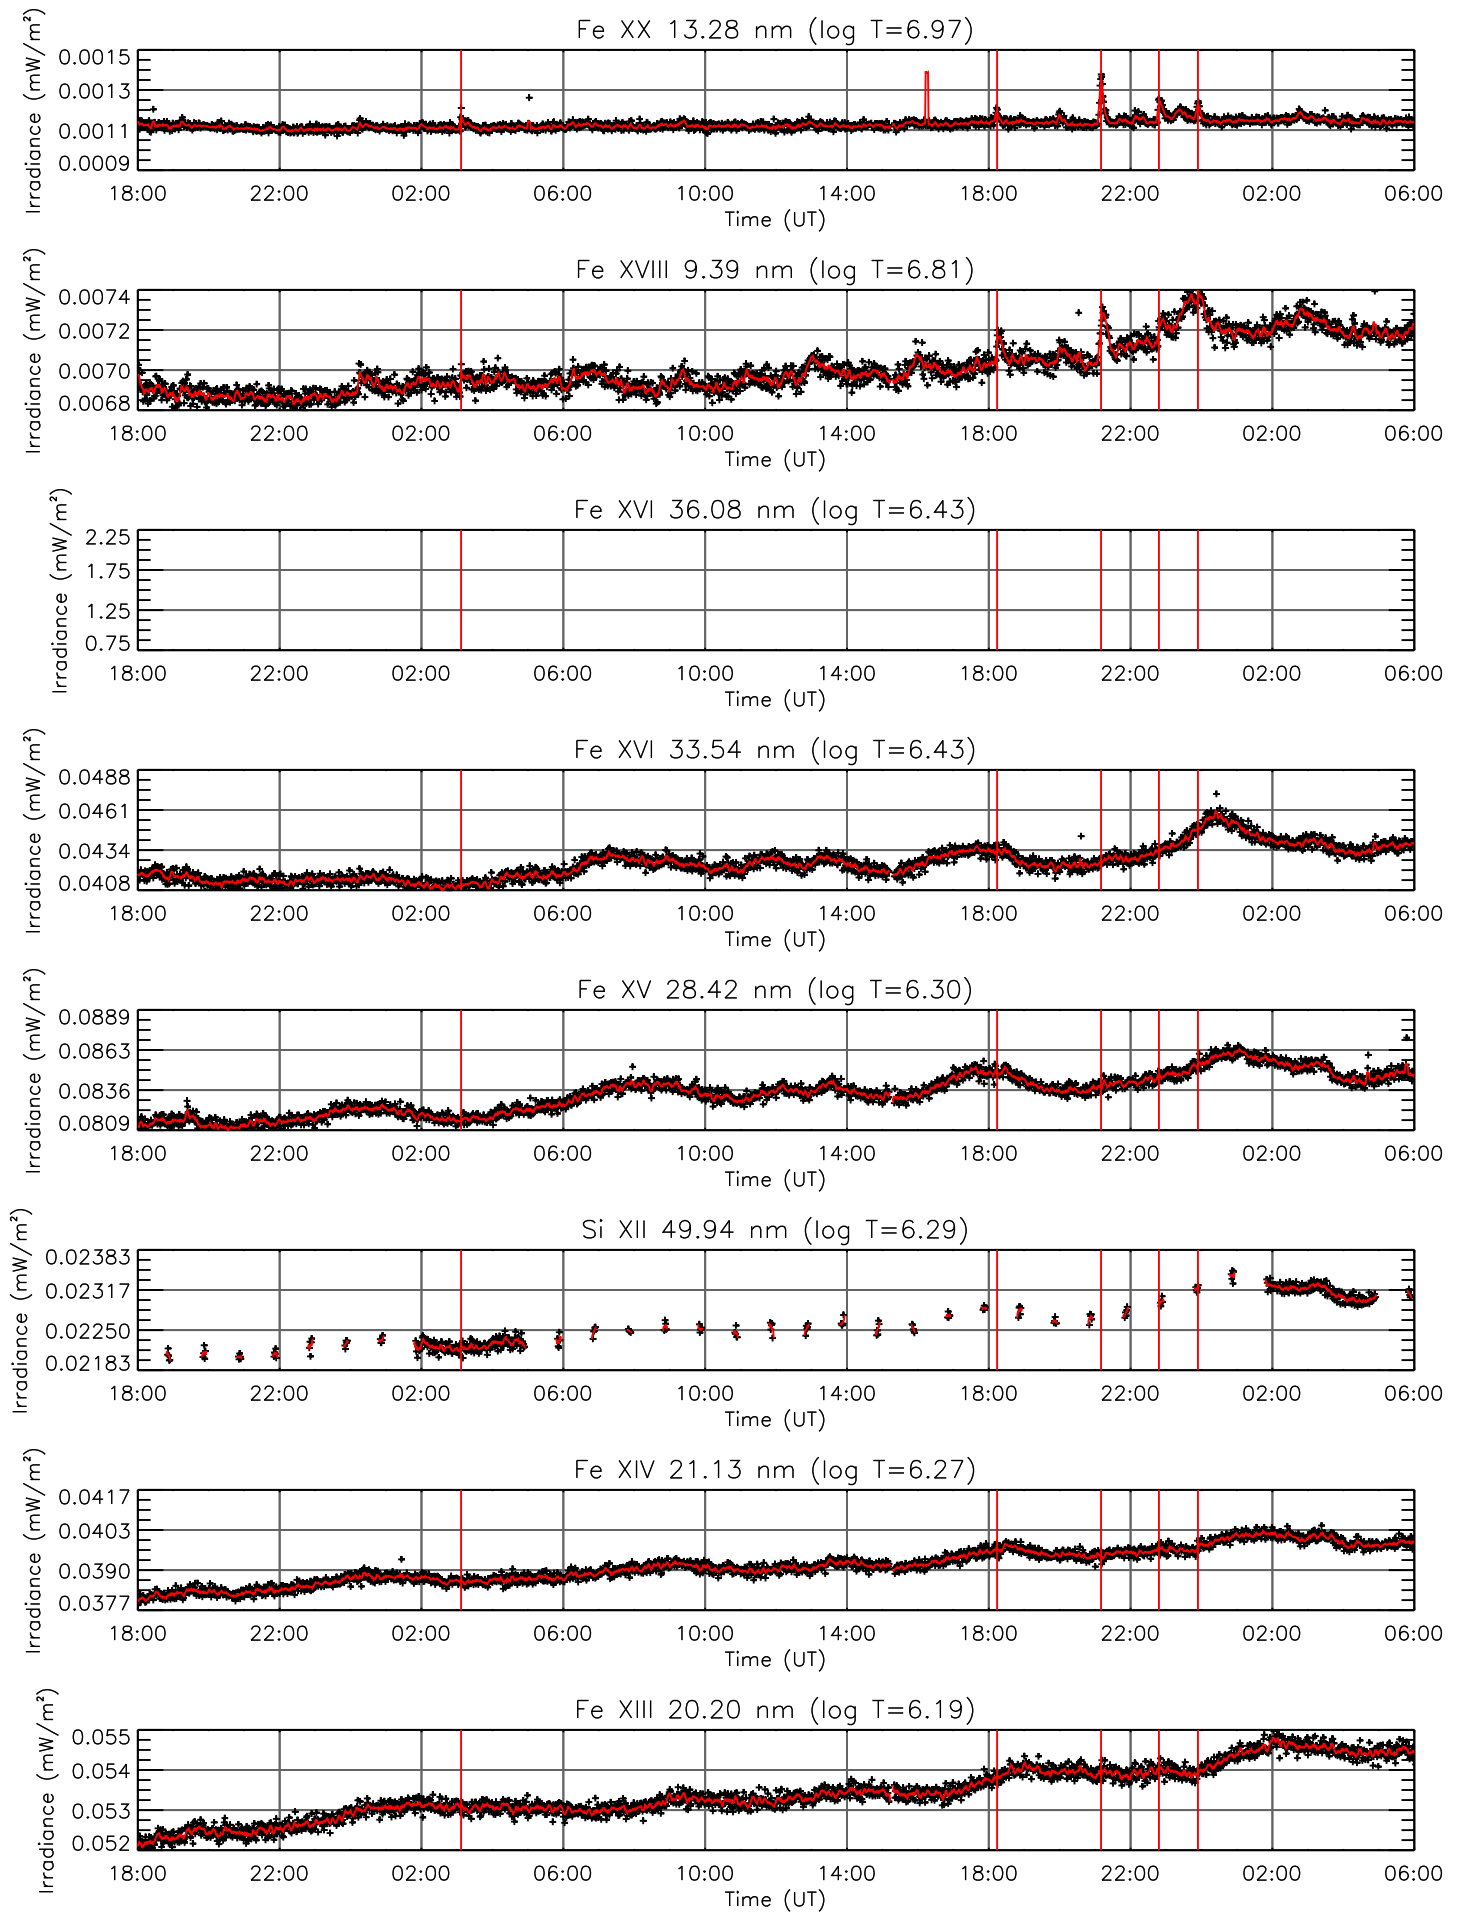 Fe XX 13.28 nm (log T=6.97)
Irradiance (mW/m²)
0.0015
0.0013
0.0011
0.0009
18:00 22:00 02:00 06:00 10:00 14:00 18:00 22:00 02:00 06:00
Time (UT)
Fe XVIII 9.39 nm (log T=6.81)
Irradiance (mW/m²)
0.0074
0.0072
0.0070
0.0068
18:00 22:00 02:00 06:00 10:00 14:00 18:00 22:00 02:00 06:00
Time (UT)
Fe XVI 36.08 nm (log T=6.43)
Irradiance (mW/m²)
2.25
1.75
1.25
0.75
18:00 22:00 02:00 06:00 10:00 14:00 18:00 22:00 02:00 06:00
Time (UT)
Fe XVI 33.54 nm (log T=6.43)
Irradiance (mW/m²)
0.0488
0.0461
0.0434
0.0408
18:00 22:00 02:00 06:00 10:00 14:00 18:00 22:00 02:00 06:00
Time (UT)
Fe XV 28.42 nm (log T=6.30)
Irradiance (mW/m²)
0.0889
0.0863
0.0836
0.0809
18:00 22:00 02:00 06:00 10:00 14:00 18:00 22:00 02:00 06:00
Time (UT)
Si XII 49.94 nm (log T=6.29)
Irradiance (mW/m²)
0.02383
0.02317
0.02250
0.02183
18:00 22:00 02:00 06:00 10:00 14:00 18:00 22:00 02:00 06:00
Time (UT)
Fe XIV 21.13 nm (log T=6.27)
Irradiance (mW/m²)
0.0417
0.0403
0.0390
0.0377
18:00 22:00 02:00 06:00 10:00 14:00 18:00 22:00 02:00 06:00
Time (UT)
Fe XIII 20.20 nm (log T=6.19)
Irradiance (mW/m²)
0.055
0.054
0.053
0.052
18:00 22:00 02:00 06:00 10:00 14:00 18:00 22:00 02:00 06:00
Time (UT)